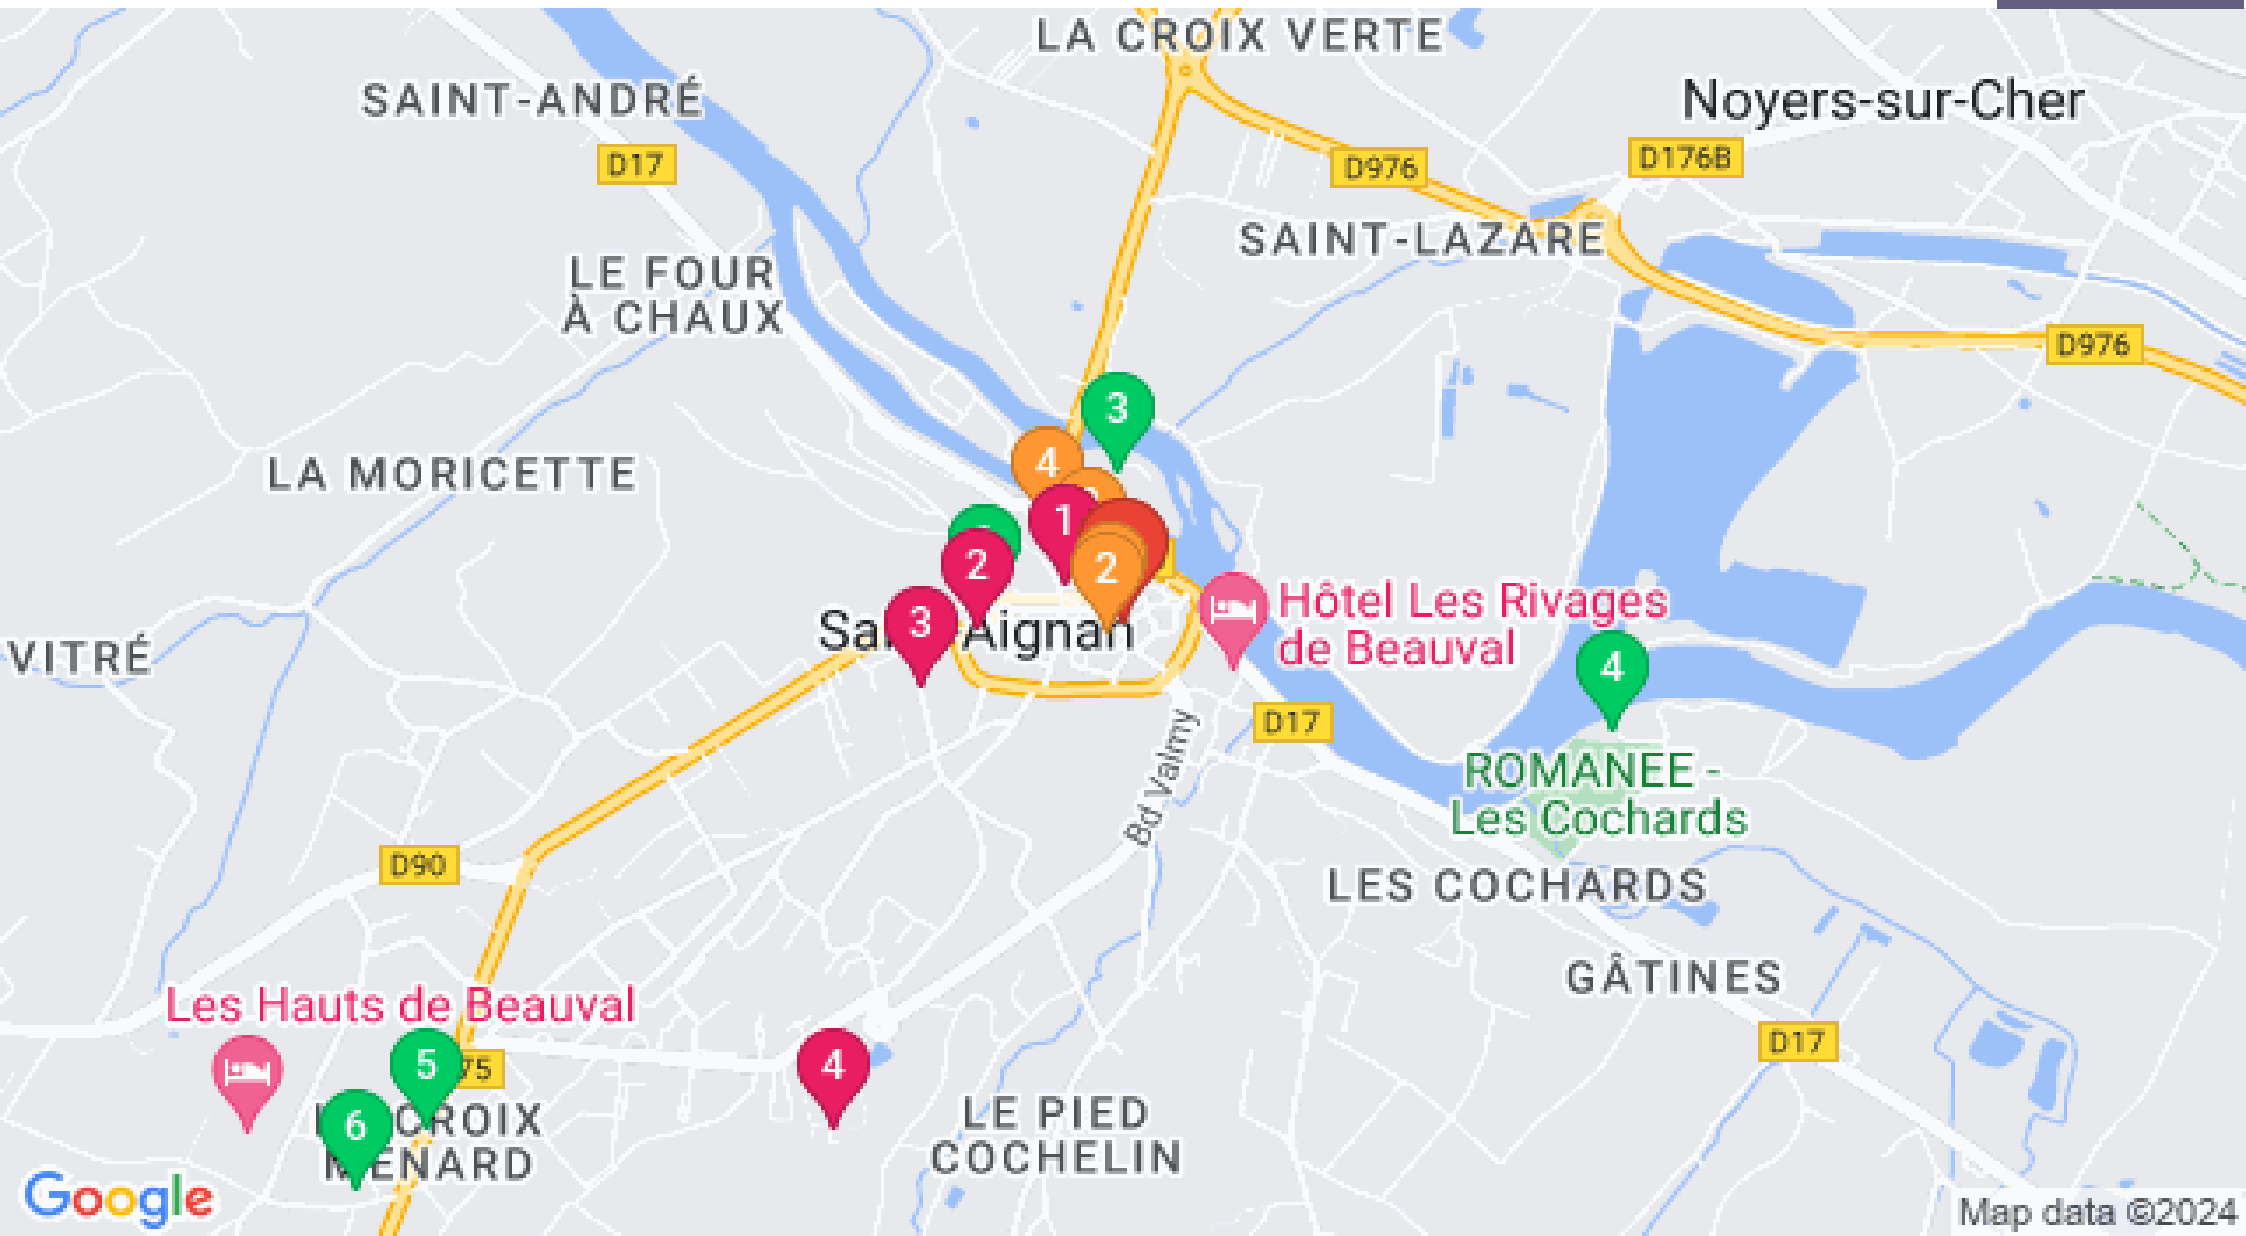 LA CROIX VERTE
SAINT-ANDRÉ
Noyers-sur-Cher
D17
D976
D176B
SAINT-LAZARE
LE FOUR
À CHAUX
D976
3
4
LA MORICETTE
1
2
2
3
Hôtel Les Rivages
de Beauval
Aignan
VITRÉ
4
D17
Bd Valmy
ROMANEE -
Les Cochards
D90
LES COCHARDS
GÂTINES
Les Hauts de Beauval
D17
5
75
4
6
CROIX
LE PIED
COCHELIN
MENARD
Google
Map data ©2024